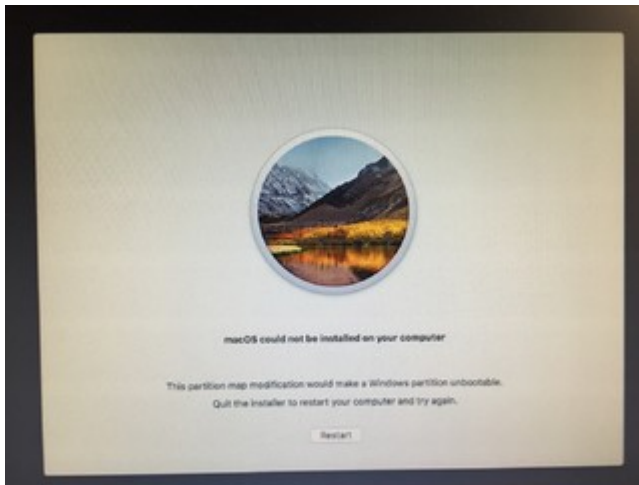 macOS could not be installed on your computer
This partition map modification would make a Windows partition unbootable.
Quit the installer to restart your computer and try again.
Restart